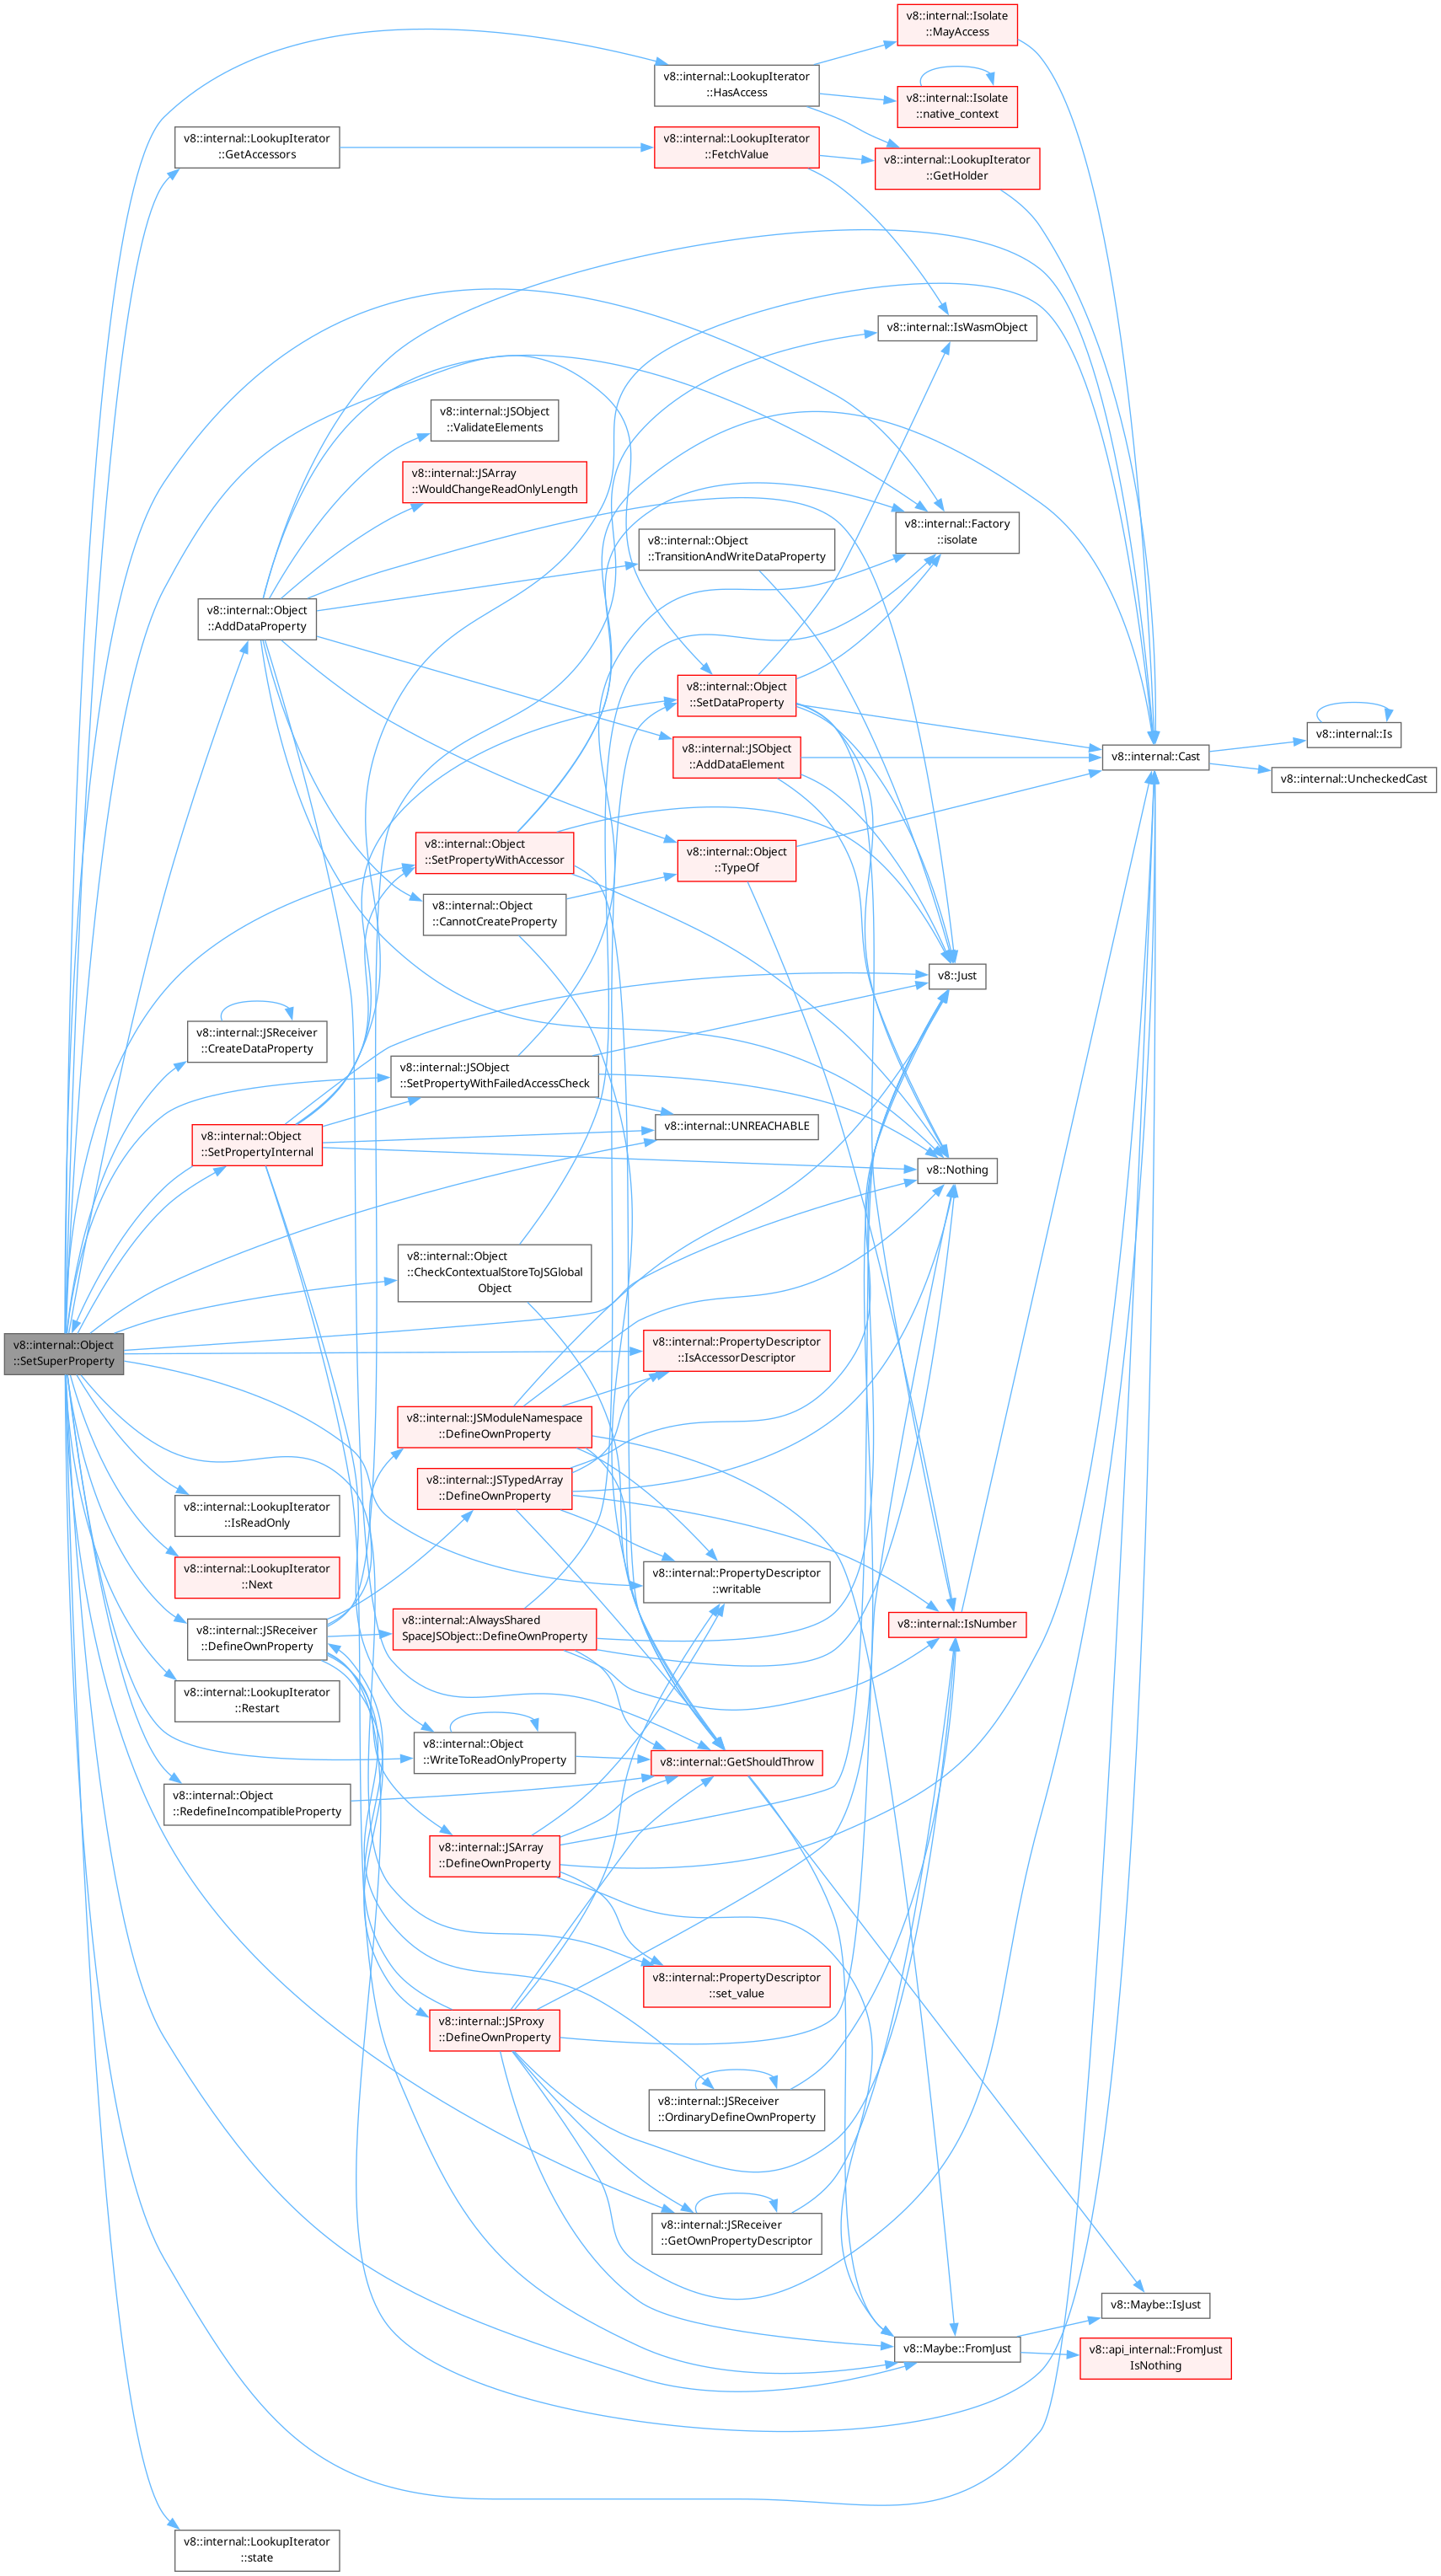 v8::internal::Isolate
::MayAccess
v8::internal::LookupIterator
::HasAccess
v8::internal::Isolate
::native_context
v8::internal::LookupIterator
::GetAccessors
v8::internal::LookupIterator
::FetchValue
v8::internal::LookupIterator
::GetHolder
v8::internal::IsWasmObject
v8::internal::JSObject
::ValidateElements
v8::internal::JSArray
::WouldChangeReadOnlyLength
v8::internal::Factory
::isolate
v8::internal::Object
::TransitionAndWriteDataProperty
v8::internal::Object
::AddDataProperty
v8::internal::Object
::SetDataProperty
v8::internal::Is
v8::internal::JSObject
::AddDataElement
v8::internal::Cast
v8::internal::UncheckedCast
v8::internal::Object
::SetPropertyWithAccessor
v8::internal::Object
::TypeOf
v8::internal::Object
::CannotCreateProperty
v8::Just
v8::internal::JSReceiver
::CreateDataProperty
v8::internal::JSObject
::SetPropertyWithFailedAccessCheck
v8::internal::UNREACHABLE
v8::internal::Object
::SetPropertyInternal
v8::Nothing
v8::internal::Object
::CheckContextualStoreToJSGlobal
Object
v8::internal::Object
::SetSuperProperty
v8::internal::PropertyDescriptor
::IsAccessorDescriptor
v8::internal::JSModuleNamespace
::DefineOwnProperty
v8::internal::JSTypedArray
::DefineOwnProperty
v8::internal::LookupIterator
::IsReadOnly
v8::internal::LookupIterator
::Next
v8::internal::PropertyDescriptor
::writable
v8::internal::JSReceiver
::DefineOwnProperty
v8::internal::AlwaysShared
SpaceJSObject::DefineOwnProperty
v8::internal::IsNumber
v8::internal::LookupIterator
::Restart
v8::internal::Object
::WriteToReadOnlyProperty
v8::internal::GetShouldThrow
v8::internal::Object
::RedefineIncompatibleProperty
v8::internal::JSArray
::DefineOwnProperty
v8::internal::PropertyDescriptor
::set_value
v8::internal::JSProxy
::DefineOwnProperty
v8::internal::JSReceiver
::OrdinaryDefineOwnProperty
v8::internal::JSReceiver
::GetOwnPropertyDescriptor
v8::Maybe::IsJust
v8::Maybe::FromJust
v8::api_internal::FromJust
IsNothing
v8::internal::LookupIterator
::state